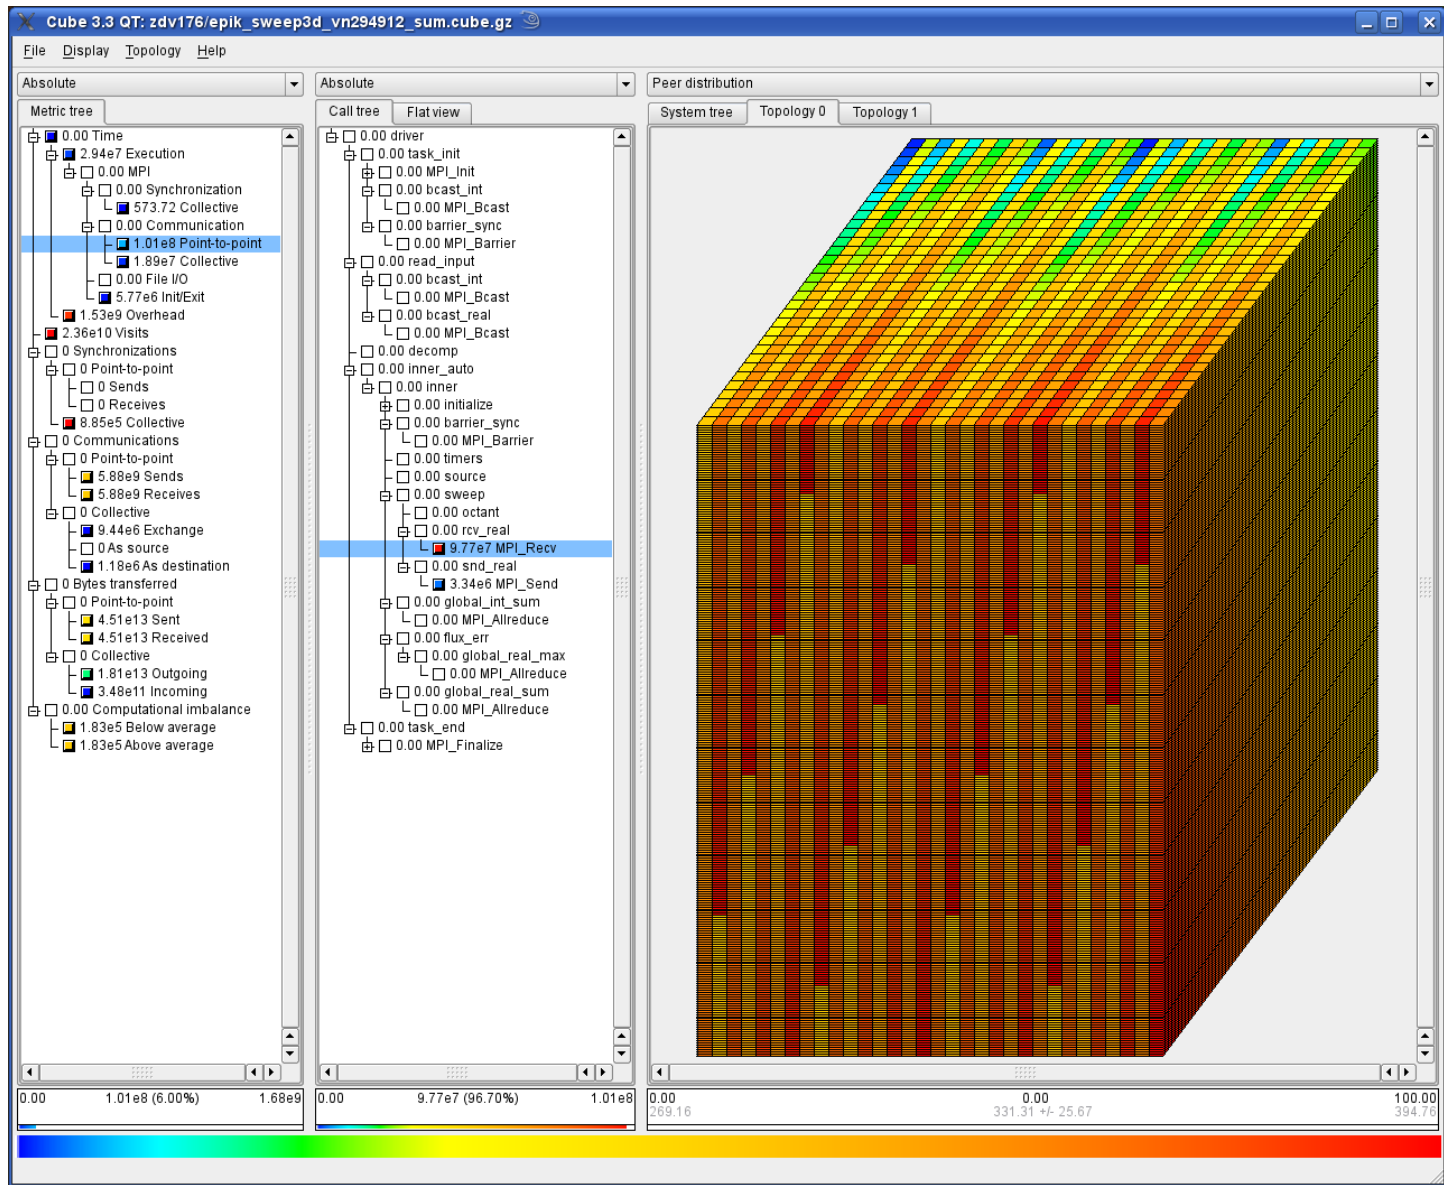 Cube 3.3 QT: zdv176/epik_sweep3d_vn294912_sum.cube.gz
File Display Topology Help
Absolute
Absolute
Peer distribution
Metric tree
Call tree
Flat view
System tree
Topology 0
Topology 1
0.00 Time
2.94e7 Execution
0.00 MPI
0.00 Synchronization
573.72 Collective
0.00 Communication
1.01e8 Point-to-point
1.89e7 Collective
0.00 File I/O
5.77e6 Init/Exit
1.53e9 Overhead
2.36e10 Visits
0 Synchronizations
0 Point-to-point
0 Sends
0 Receives
8.85e5 Collective
0 Communications
0 Point-to-point
5.88e9 Sends
5.88e9 Receives
0 Collective
9.44e6 Exchange
0 As source
1.18e6 As destination
0 Bytes transferred
0 Point-to-point
4.51e13 Sent
4.51e13 Received
0 Collective
1.81e13 Outgoing
3.48e11 Incoming
0.00 Computational imbalance
1.83e5 Below average
1.83e5 Above average
0.00 driver
0.00 task_init
0.00 MPI_Init
0.00 bcast_int
0.00 MPI_Bcast
0.00 barrier_sync
0.00 MPI_Barrier
0.00 read_input
0.00 bcast_int
0.00 MPI_Bcast
0.00 bcast_real
0.00 MPI_Bcast
0.00 decomp
0.00 inner_auto
0.00 inner
0.00 initialize
0.00 barrier_sync
0.00 MPI_Barrier
0.00 timers
0.00 source
0.00 sweep
0.00 octant
0.00 rcv_real
9.77e7 MPI_Recv
0.00 snd_real
3.34e6 MPI_Send
0.00 global_int_sum
0.00 MPI_Allreduce
0.00 flux_err
0.00 global_real_max
0.00 MPI_Allreduce
0.00 global_real_sum
0.00 MPI_Allreduce
0.00 task_end
0.00 MPI_Finalize
0.00 1.01e8 (6.00%) 1.68e9
0.00 9.77e7 (96.70%) 1.01e8
0.00 0.00 100.00
269.16 331.31 +/- 25.67 394.76